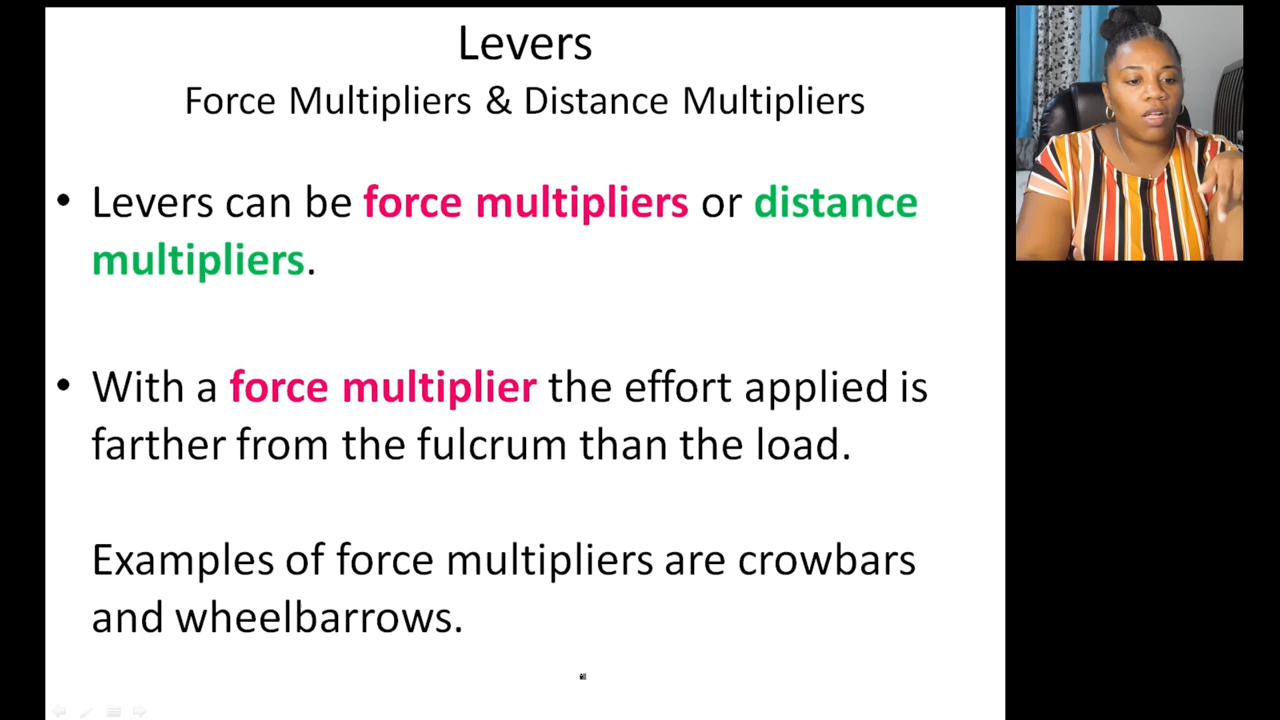 Levers
Force Multipliers & Distance Multipliers
• Levers can be force multipliers or distance
multipliers.
• With a force multiplier the effort applied is
farther from the fulcrum than the load.
Examples of force multipliers are crowbars
and wheelbarrows.